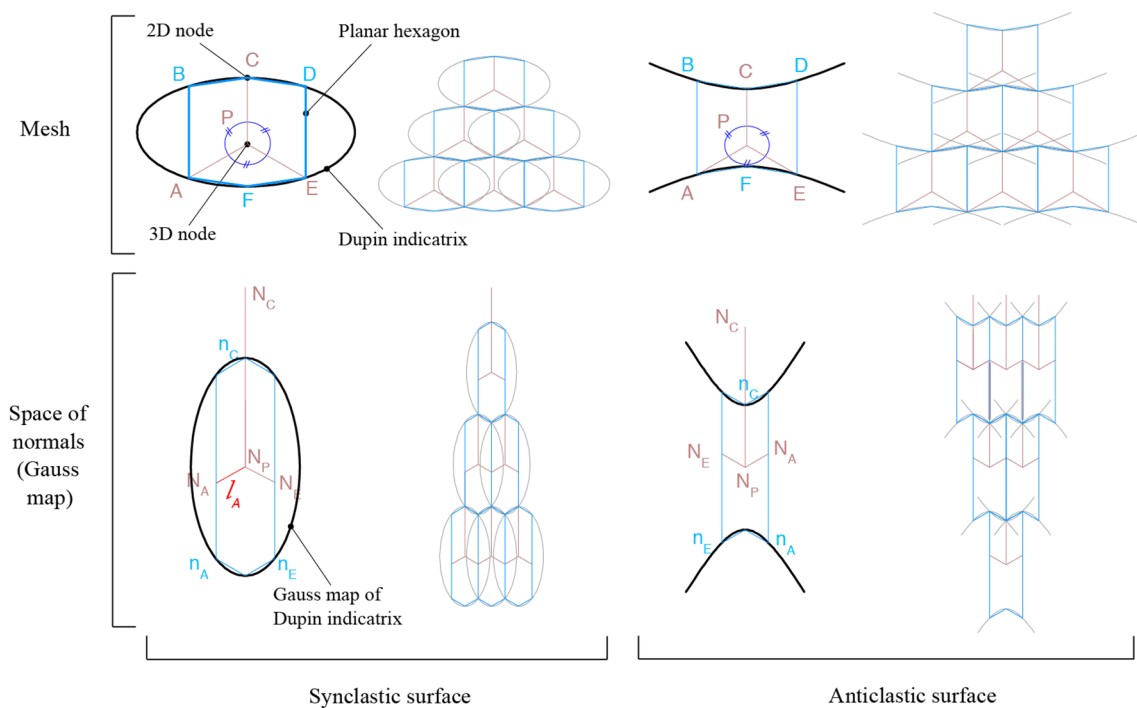 2D node
Planar hexagon
Mesh
B
C
D
P
A
F
E
3D node
Dupin indicatrix
B
C
D
P
A
F
E
Space of
normals
(Gauss
map)
N_C
n_C
N_P
N_A
l_A
N_E
n_A
n_E
Gauss map of
Dupin indicatrix
N_C
n_C
N_E
N_A
N_P
n_E
n_A
Synclastic surface
Anticlastic surface